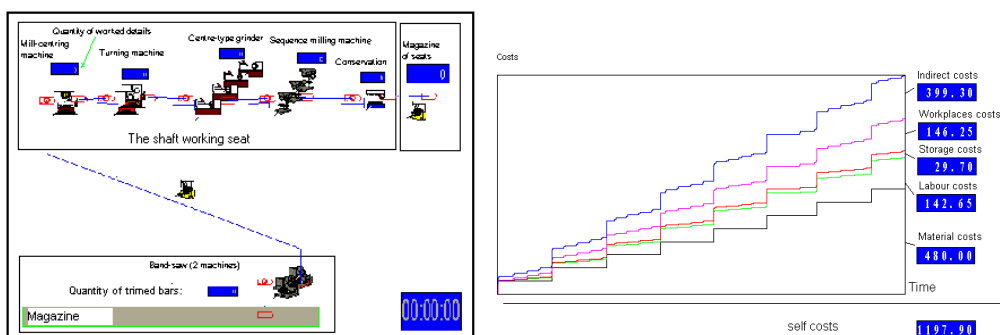 Quantity of worked details
Mill-centring
machine
Turning machine
Centre-type grinder
Sequence milling machine
Conservation
Magazine
of seats
0
The shaft working seat
Band-saw (2 machines)
Quantity of trimed bars:
Magazine
00:00:00
Costs
Indirect costs
399.30
Workplaces costs
146.25
Storage costs
29.70
Labour costs
142.65
Material costs
480.00
Time
self costs
1197.90